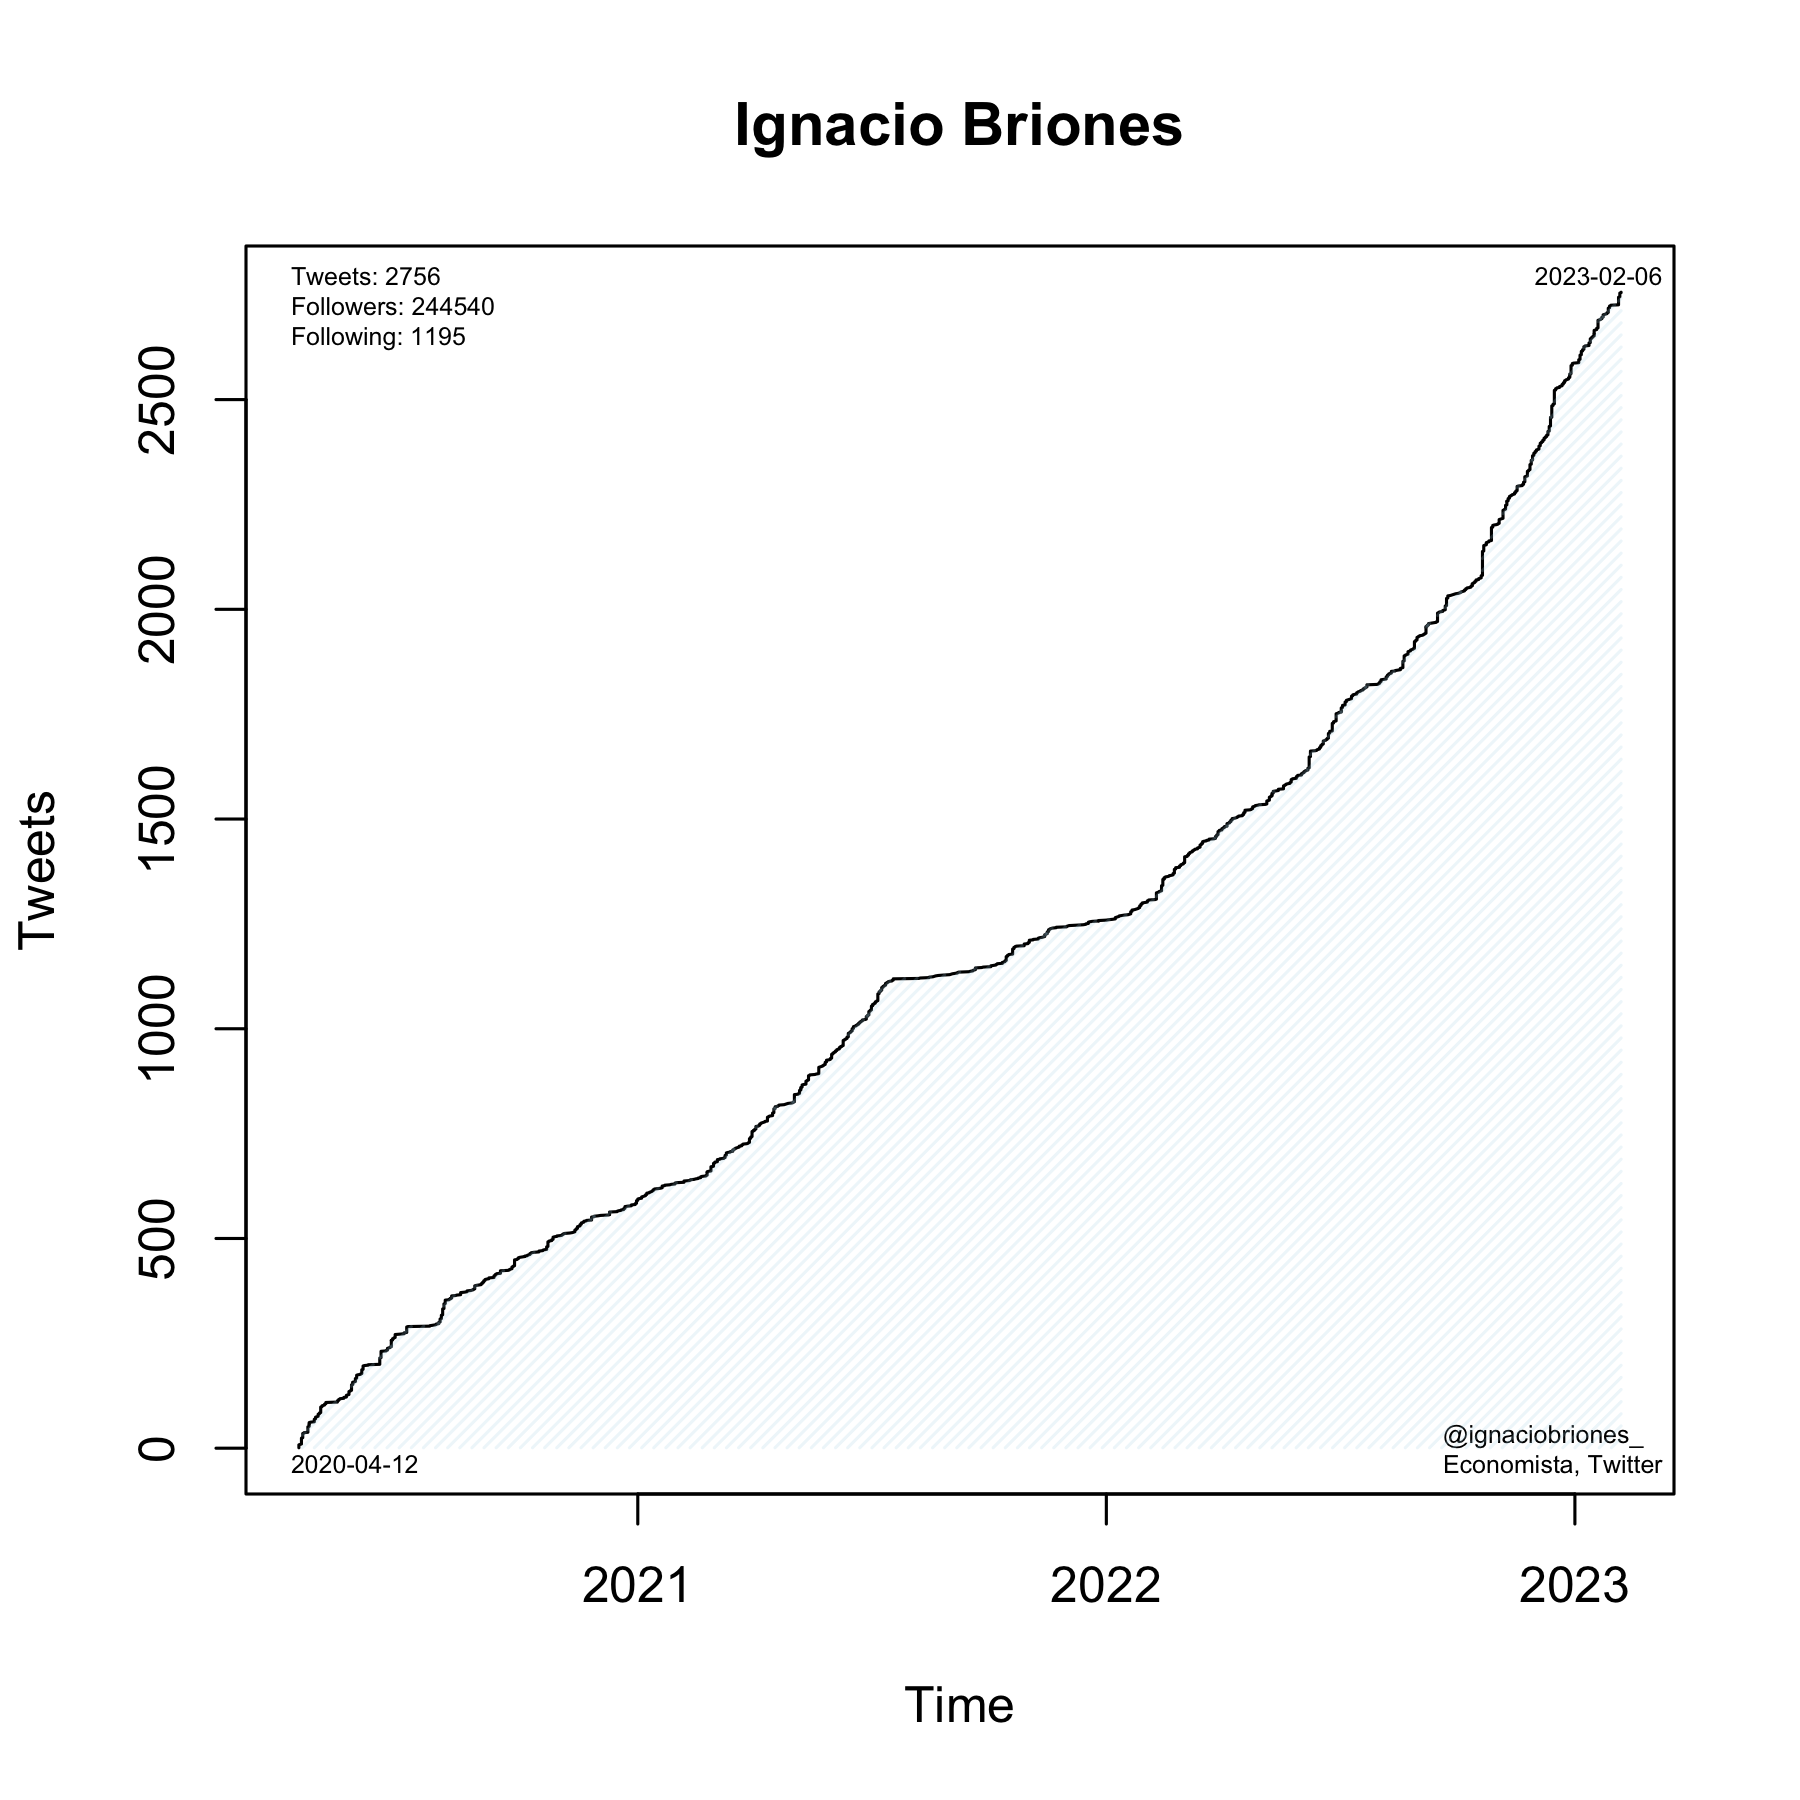 Ignacio Briones
Tweets: 2756
Followers: 244540
Following: 1195
2023-02-06
Tweets
2500
2000
1500
1000
500
0
2020-04-12
@ignaciobriones_
Economista, Twitter
2021
2022
2023
Time